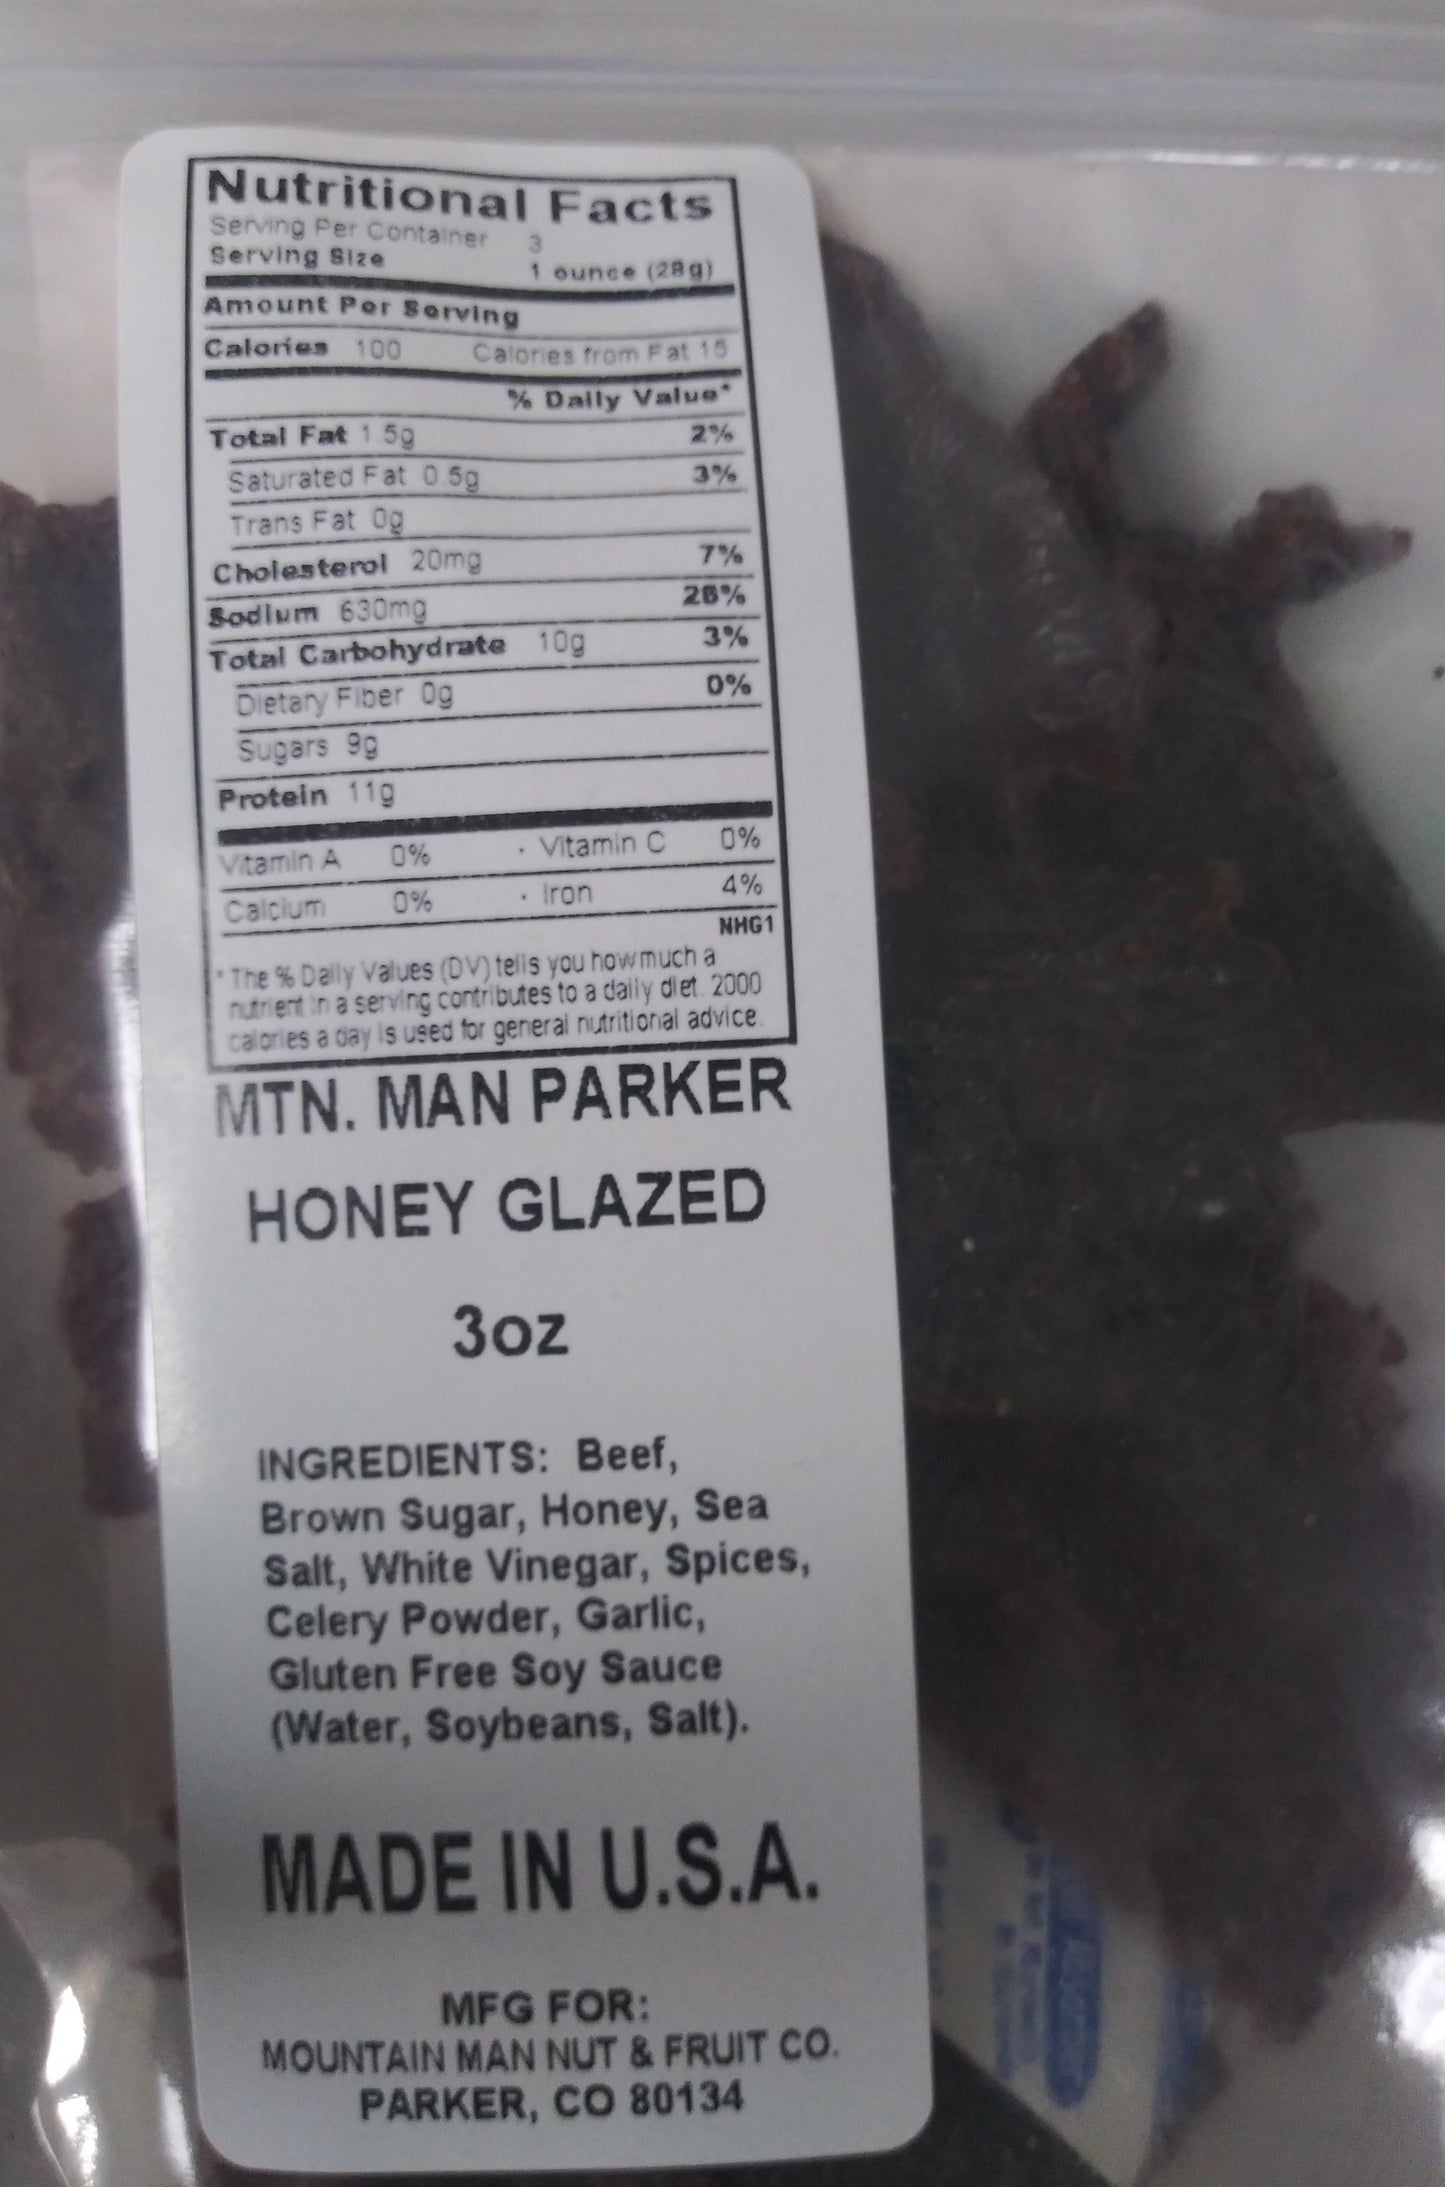 Nutritional Facts
Serving Per Container 3
Serving Size 1 ounce (28g)
Amount Per Serving
Calories 100 Calories from Fat 15
% Daily Value*
Total Fat 1.5g 2%
Saturated Fat 0.5g 3%
Trans Fat 0g
Cholesterol 20mg 7%
Sodium 630mg 26%
Total Carbohydrate 10g 3%
Dietary Fiber 0g 0%
Sugars 9g
Protein 11g
Vitamin A 0% · Vitamin C 0%
Calcium 0% · Iron 4%
NHG1
* The % Daily Values (DV) tells you how much a
nutrient in a serving contributes to a daily diet. 2000
calories a day is used for general nutritional advice.
MTN. MAN PARKER
HONEY GLAZED
3oz
INGREDIENTS: Beef,
Brown Sugar, Honey, Sea
Salt, White Vinegar, Spices,
Celery Powder, Garlic,
Gluten Free Soy Sauce
(Water, Soybeans, Salt).
MADE IN U.S.A.
MFG FOR:
MOUNTAIN MAN NUT & FRUIT CO.
PARKER, CO 80134